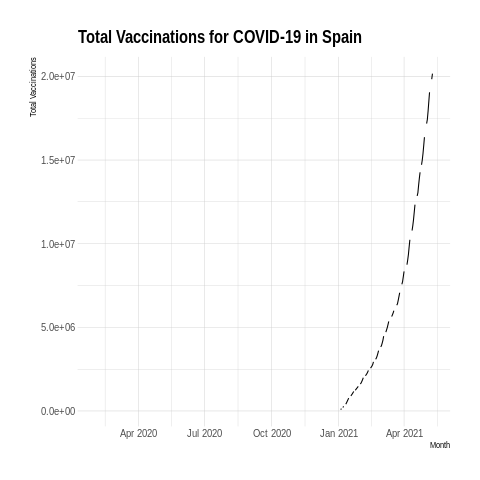 Total Vaccinations for COVID-19 in Spain
Total Vaccinations
2.0e+07
1.5e+07
1.0e+07
5.0e+06
0.0e+00
Apr 2020 Jul 2020 Oct 2020 Jan 2021 Apr 2021
Month